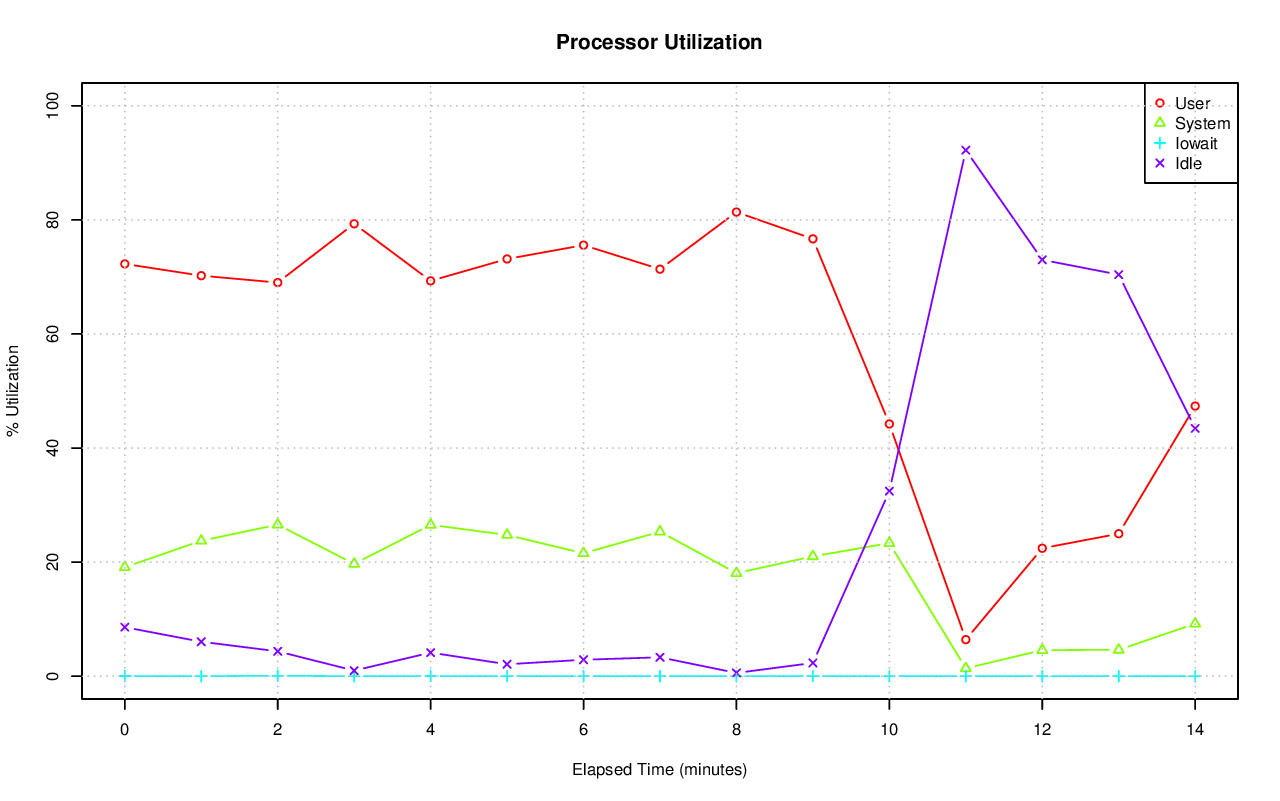 Processor Utilization
User
System
Iowait
Idle
% Utilization
100
80
60
40
20
0
0 2 4 6 8 10 12 14
Elapsed Time (minutes)